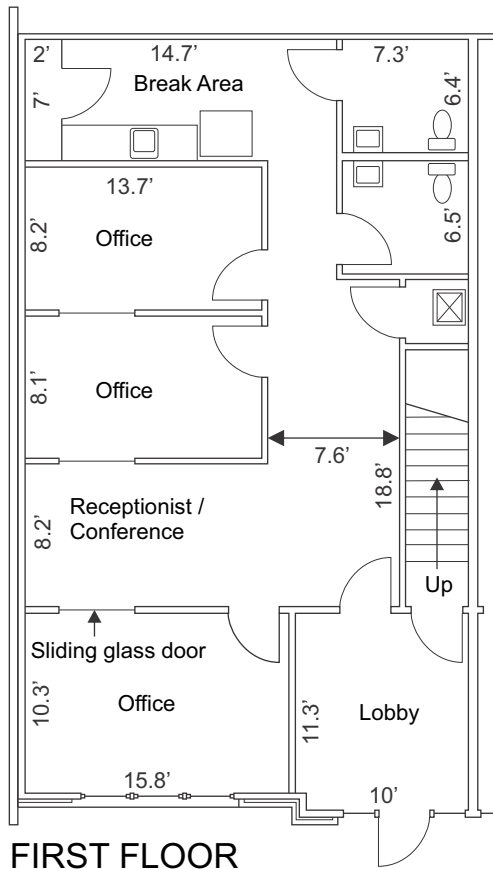 2’ 14.7’ 7.3’
Break Area
7’
6.4’
13.7’
8.2’
Office
6.5’
8.1’
Office
7.6’
18.8’
Receptionist /
Conference
8.2’
Up
Sliding glass door
10.3’
Office
11.3’
Lobby
15.8’
10’
FIRST FLOOR